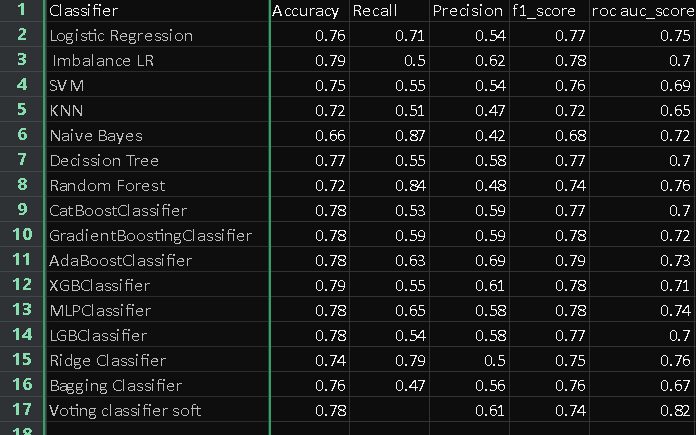 1 Classifier Accuracy Recall Precision f1_score roc auc_score
2 Logistic Regression 0.76 0.71 0.54 0.77 0.75
3 Imbalance LR 0.79 0.5 0.62 0.78 0.7
4 SVM 0.75 0.55 0.54 0.76 0.69
5 KNN 0.72 0.51 0.47 0.72 0.65
6 Naive Bayes 0.66 0.87 0.42 0.68 0.72
7 Decission Tree 0.77 0.55 0.58 0.77 0.7
8 Random Forest 0.72 0.84 0.48 0.74 0.76
9 CatBoostClassifier 0.78 0.53 0.59 0.77 0.7
10 GradientBoostingClassifier 0.78 0.59 0.59 0.78 0.72
11 AdaBoostClassifier 0.78 0.63 0.69 0.79 0.73
12 XGBClassifier 0.79 0.55 0.61 0.78 0.71
13 MLPClassifier 0.78 0.65 0.58 0.78 0.74
14 LGBClassifier 0.78 0.54 0.58 0.77 0.7
15 Ridge Classifier 0.74 0.79 0.5 0.75 0.76
16 Bagging Classifier 0.76 0.47 0.56 0.76 0.67
17 Voting classifier soft 0.78 0.61 0.74 0.82
18